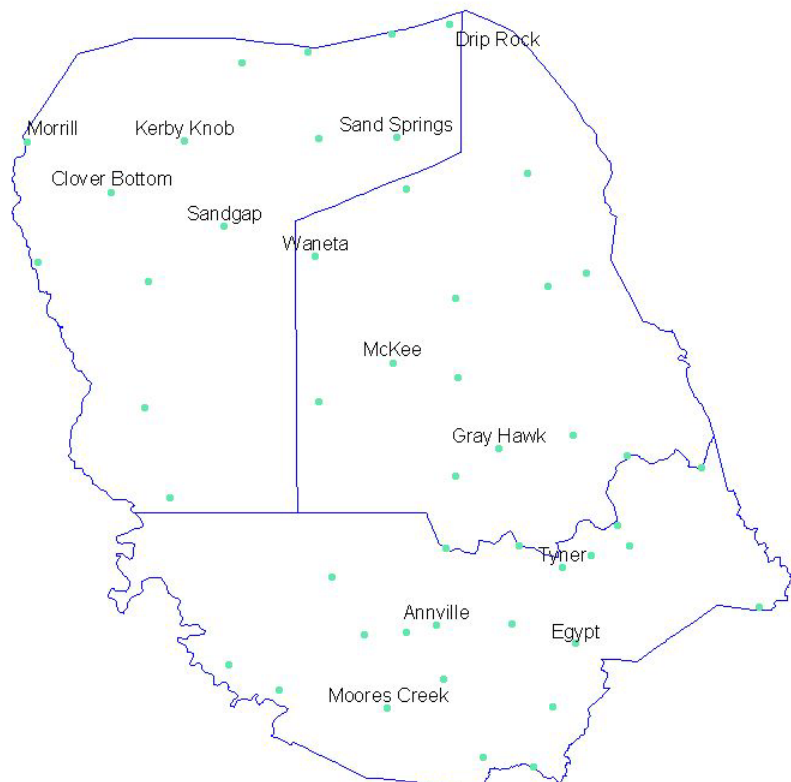 Drip Rock
Morrill
Kerby Knob
Sand Springs
Clover Bottom
Sandgap
Waneta
McKee
Gray Hawk
Tyner
Annville
Egypt
Moores Creek